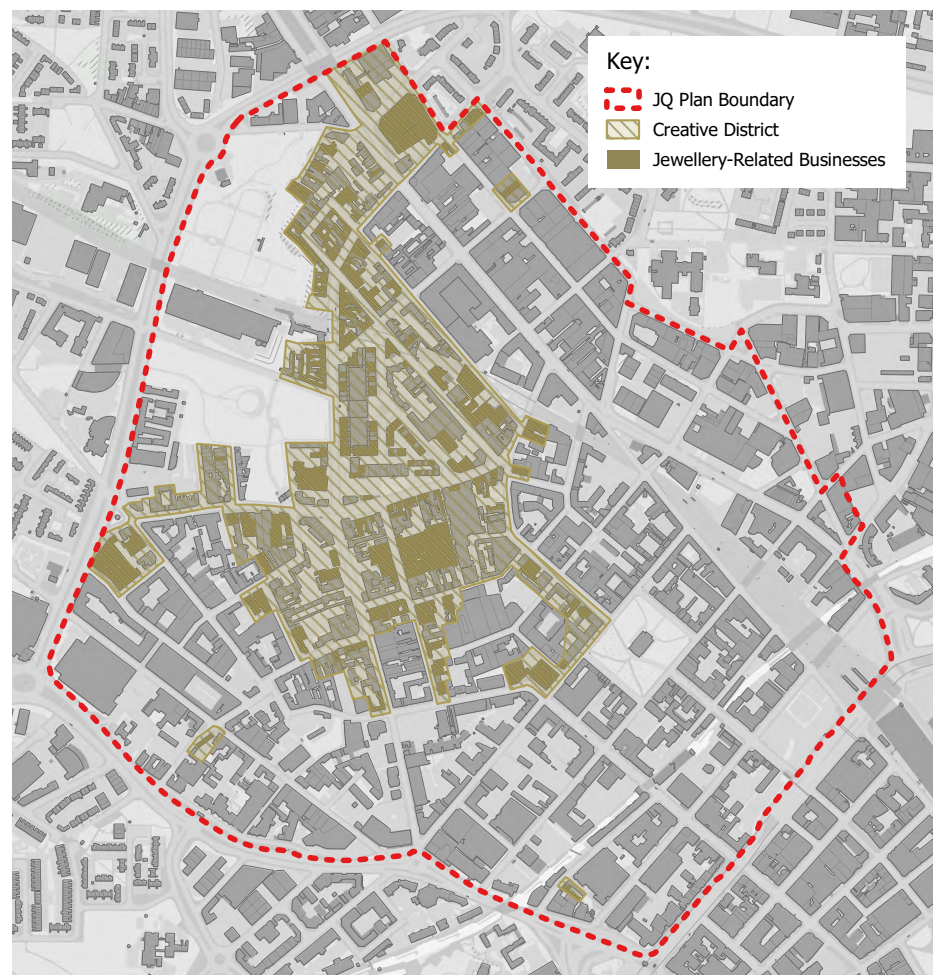 Key:
JQ Plan Boundary
Creative District
Jewellery-Related Businesses